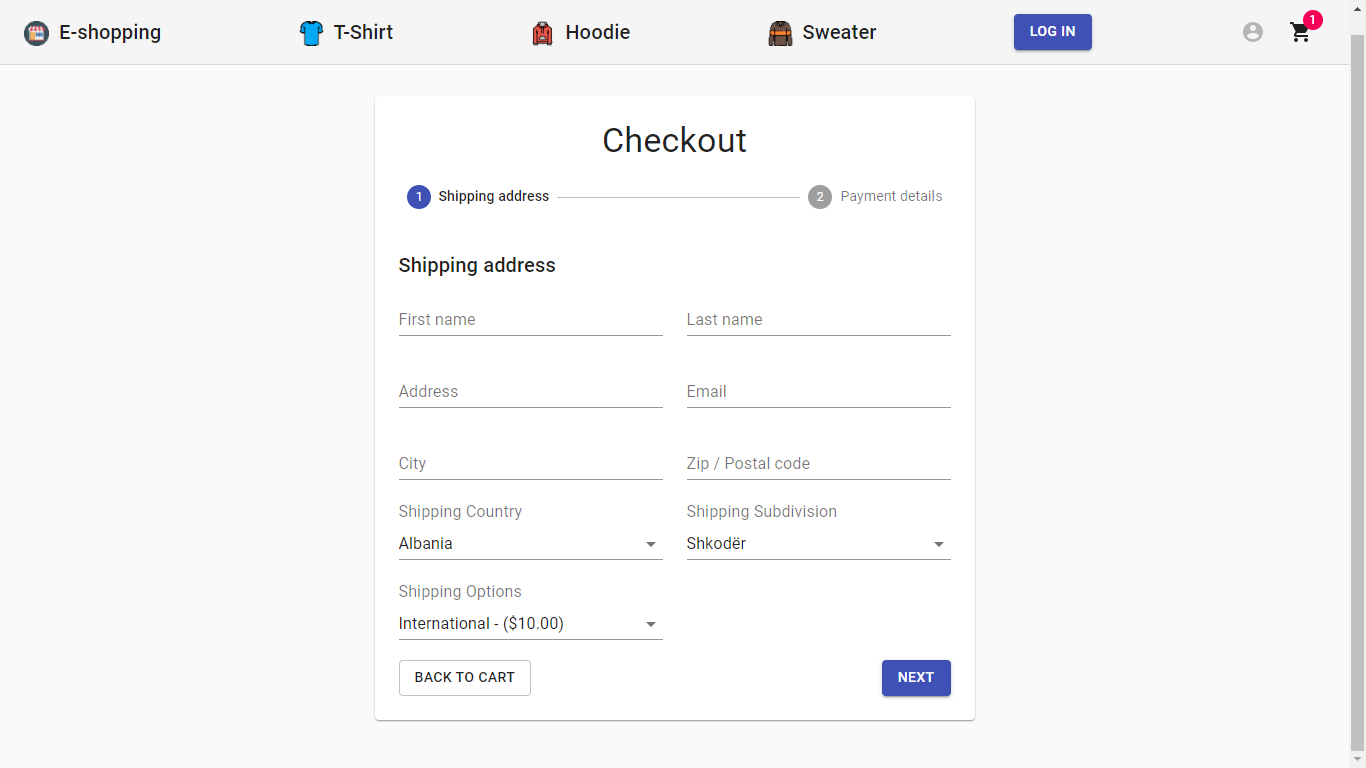 E-shopping
T-Shirt
Hoodie
Sweater
LOG IN
1
Checkout
1 Shipping address
2 Payment details
Shipping address
First name
Last name
Address
Email
City
Zip / Postal code
Shipping Country
Shipping Subdivision
Albania
Shkodër
Shipping Options
International - ($10.00)
BACK TO CART
NEXT